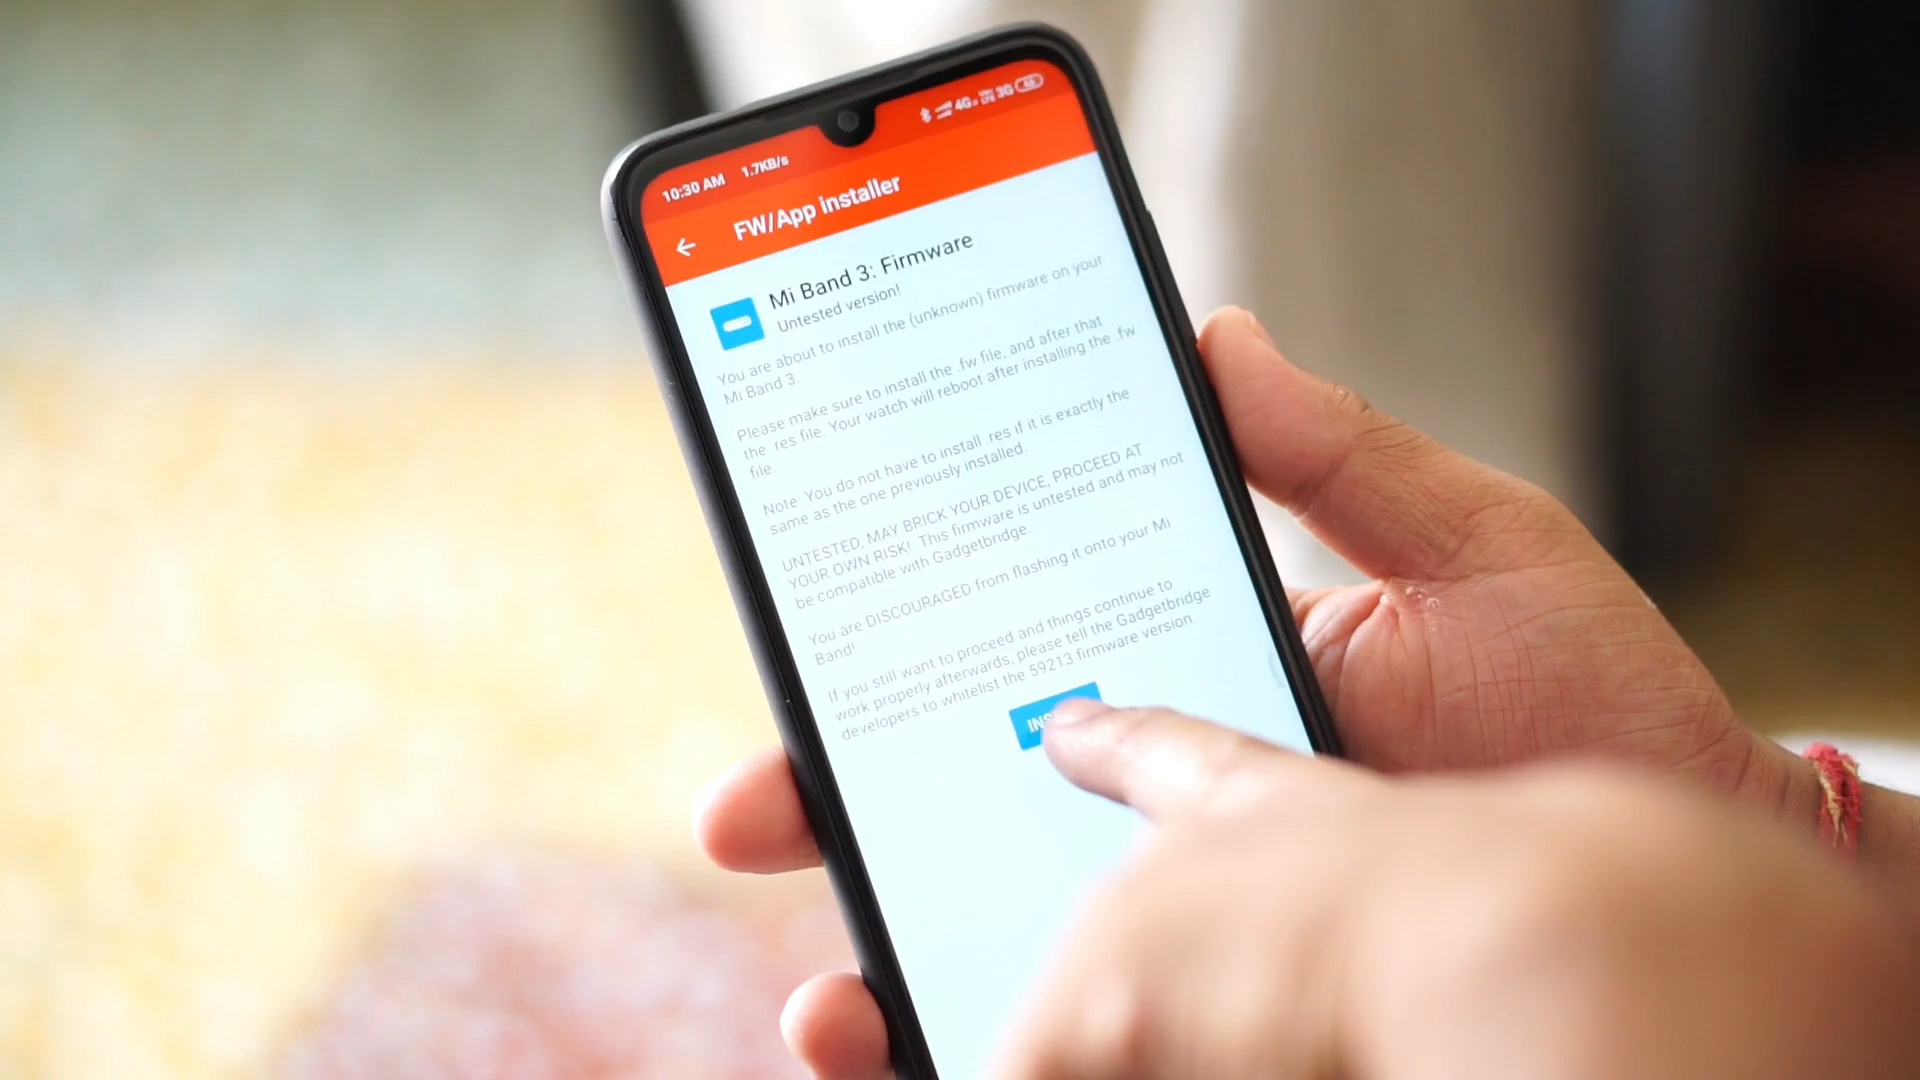 10:30 AM 1.7KB/s 4G+ VoLTE 3G 46
FW/App installer
Mi Band 3: Firmware
Untested version!
You are about to install the (unknown) firmware on your
Mi Band 3.
Please make sure to install the .fw file, and after that
the .res file. Your watch will reboot after installing the .fw
file.
Note: You do not have to install .res if it is exactly the
same as the one previously installed.
UNTESTED, MAY BRICK YOUR DEVICE, PROCEED AT
YOUR OWN RISK! This firmware is untested and may not
be compatible with Gadgetbridge.
You are DISCOURAGED from flashing it onto your Mi
Band!
If you still want to proceed and things continue to
work properly afterwards, please tell the Gadgetbridge
developers to whitelist the 59213 firmware version.